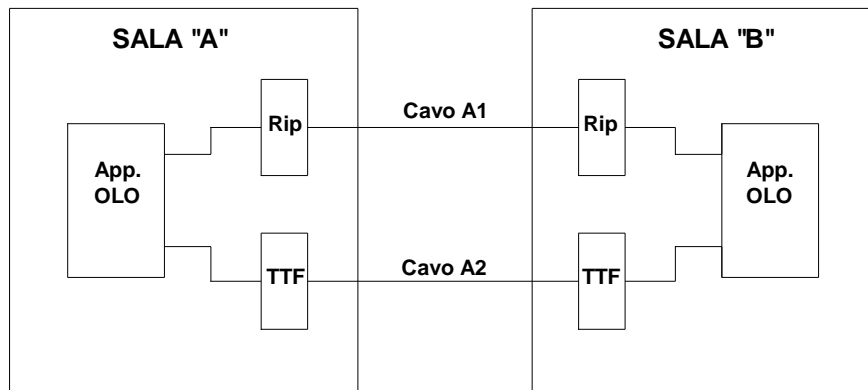 SALA "A"
SALA "B"
Rip
Cavo A1
Rip
App.
OLO
App.
OLO
TTF
Cavo A2
TTF